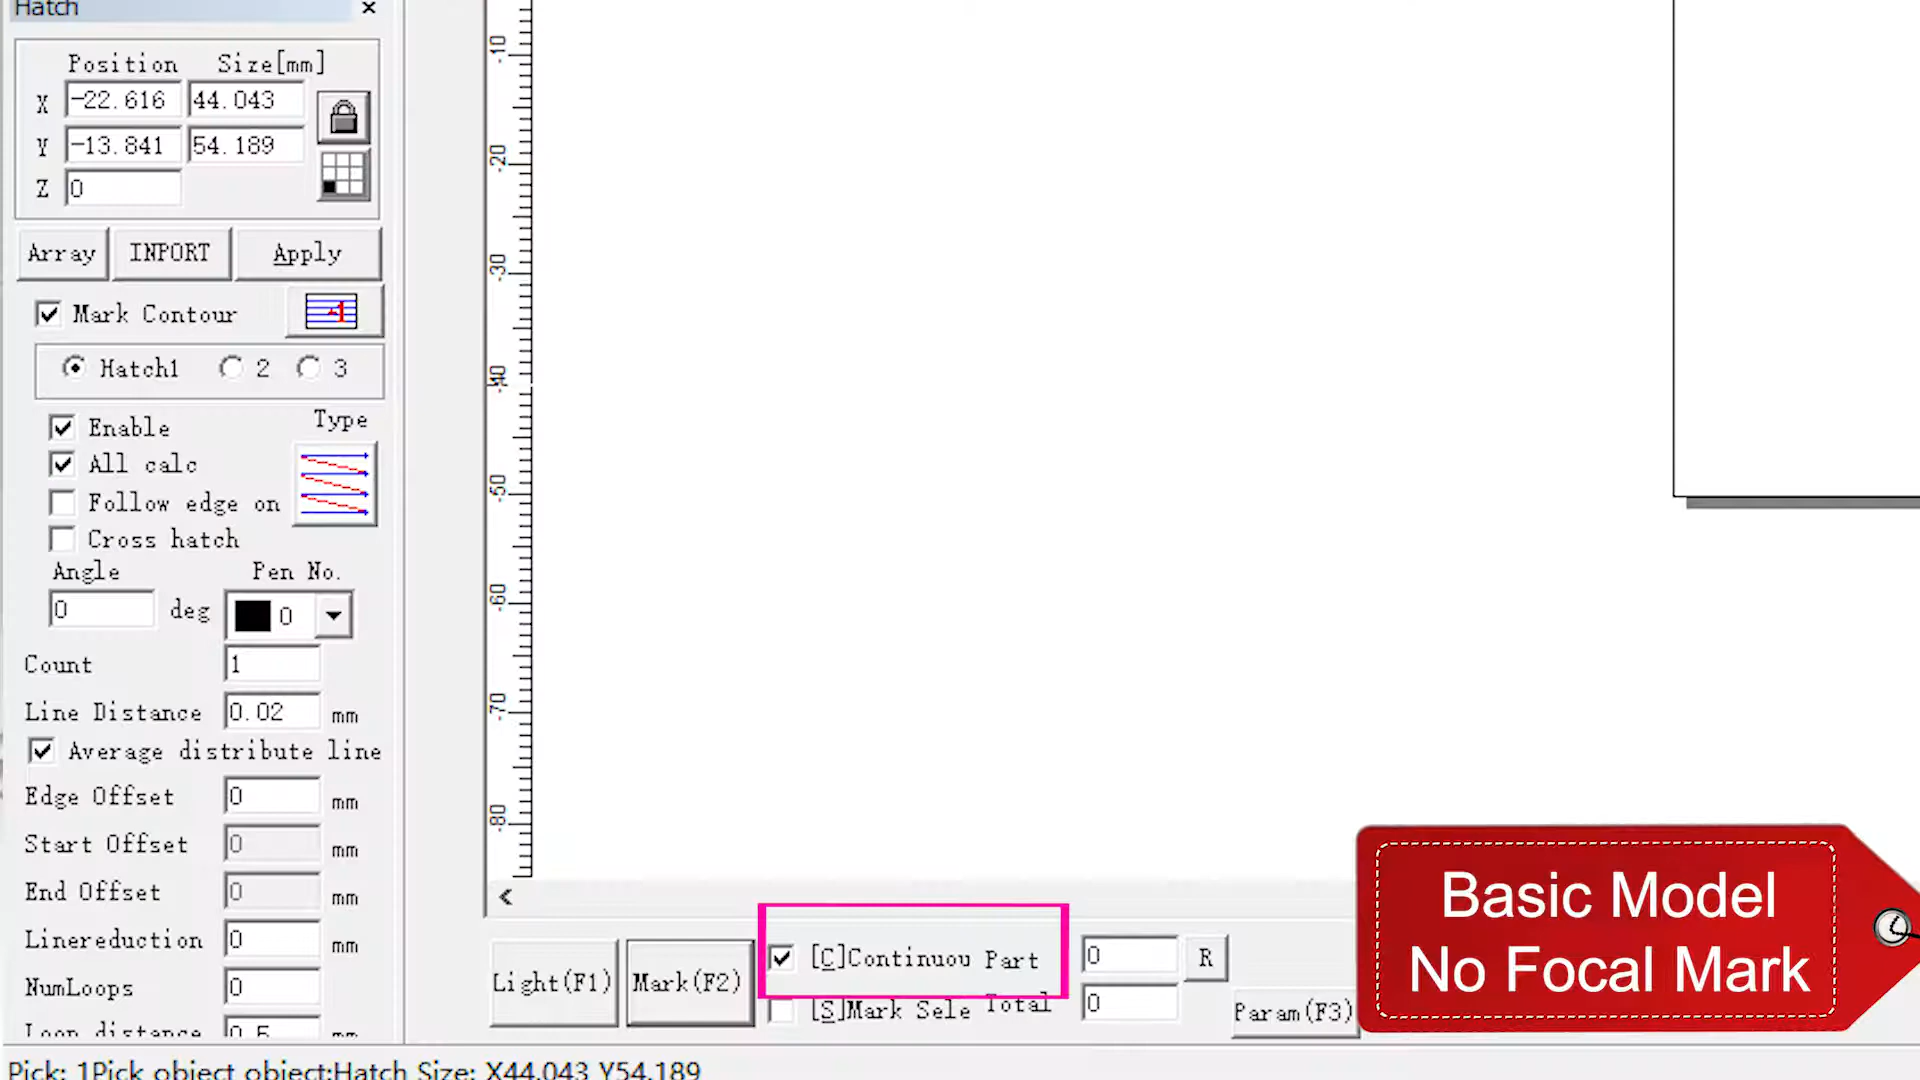 Hatch
Position Size[mm]
X -22.616 44.043
Y -13.841 54.189
Z 0
Array INPORT Apply
Mark Contour
Hatch1 2 3
Enable Type
All calc
Follow edge on
Cross hatch
Angle Pen No.
0 deg 0
Count 1
Line Distance 0.02 mm
Average distribute line
Edge Offset 0 mm
Start Offset 0 mm
End Offset 0 mm
Linereduction 0 mm
NumLoops 0
Loop distance 0.5 mm
-10
-20
-30
-40
-50
-60
-70
-80
Light(F1) Mark(F2) [C]Continuou Part 0 R
[S]Mark Sele Total 0 Param(F3)
Basic Model
No Focal Mark
Pick: 1Pick object object:Hatch Size: X44.043 Y54.189